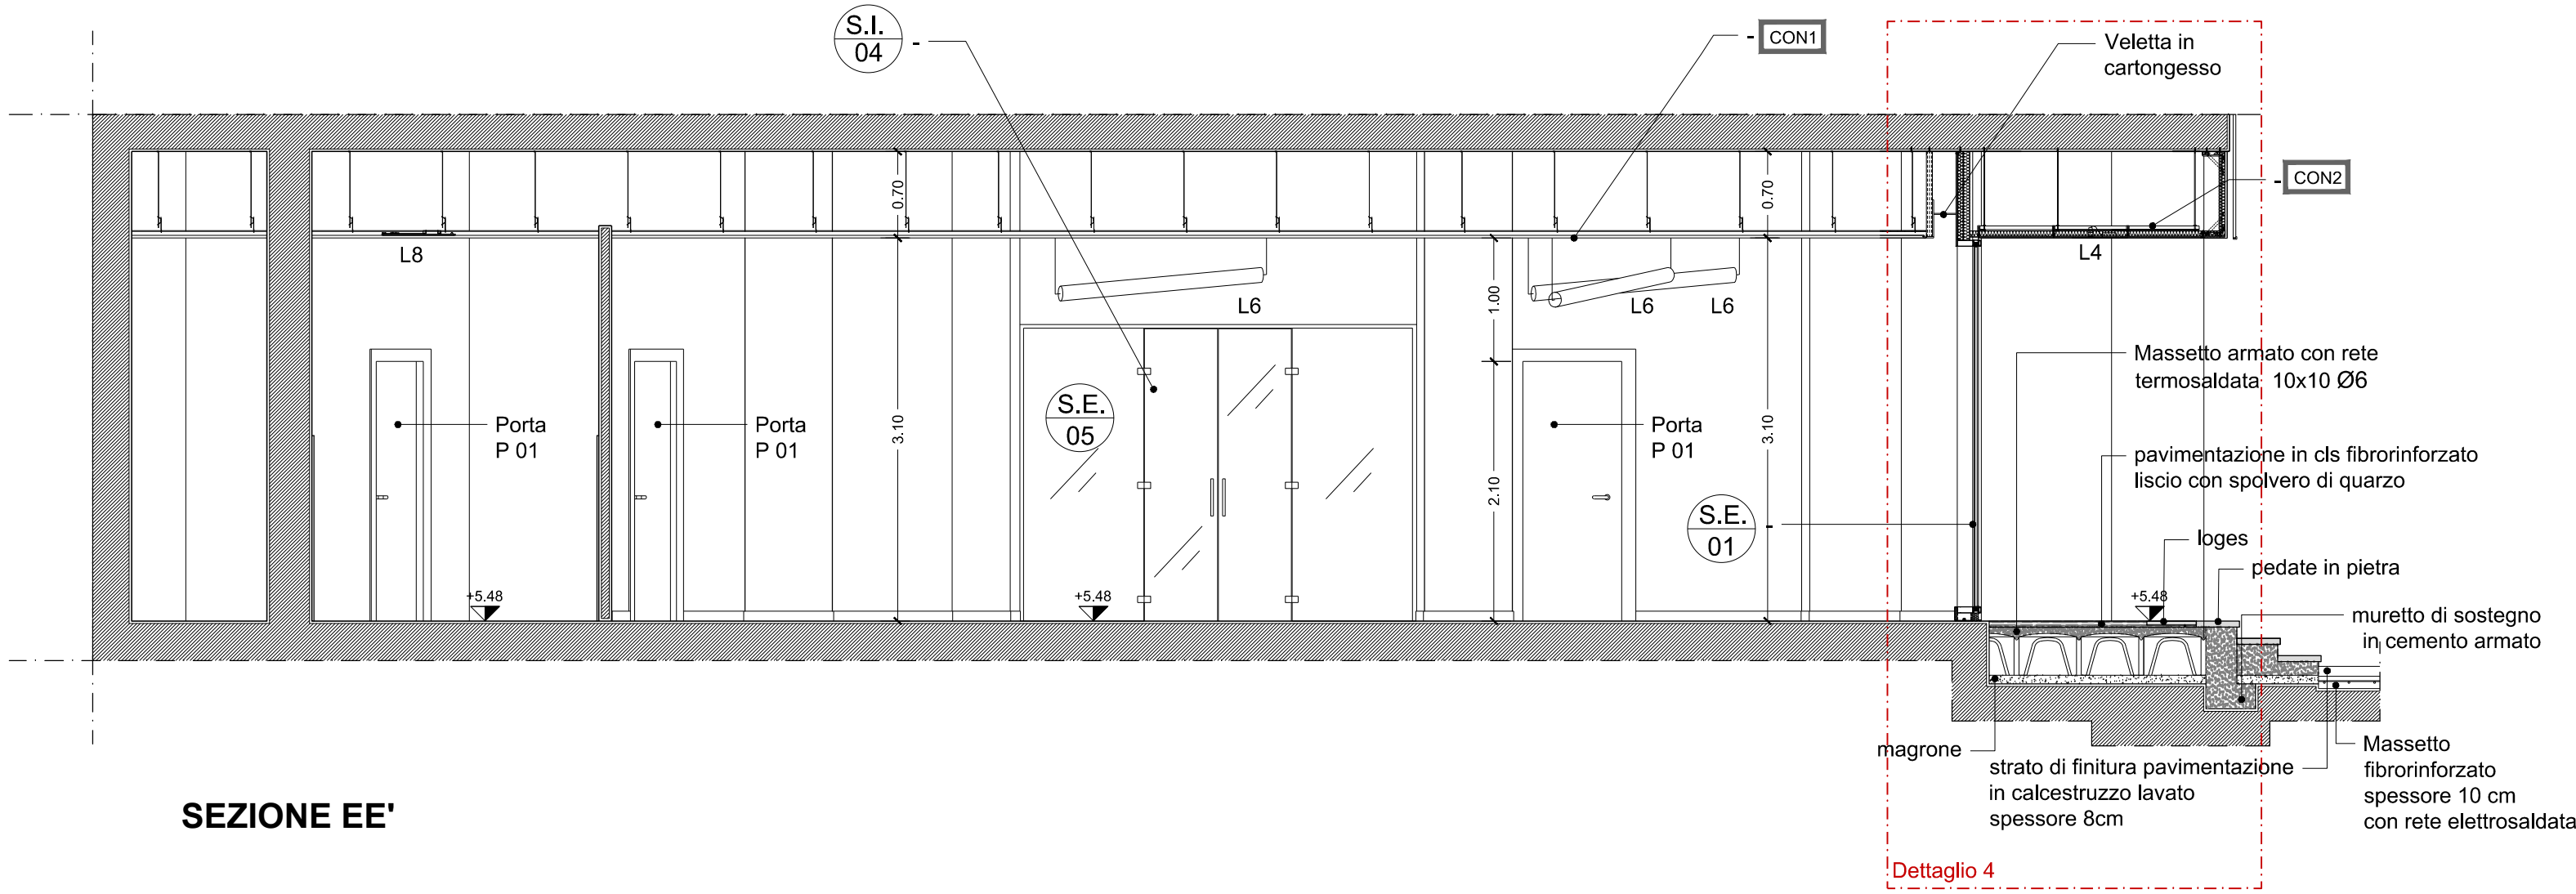 S.I.
04
-
- CON1
Veletta in
cartongesso
0.70
0.70
- CON2
L8
L4
L6
L6
L6
1.00
Massetto armato con rete
termosaldata 10x10 Ø6
S.E.
05
Porta
P 01
Porta
P 01
3.10
Porta
P 01
3.10
pavimentazione in cls fibrorinforzato
liscio con spolvero di quarzo
2.10
S.E.
01
-
loges
pedate in pietra
+5.48
+5.48
+5.48
muretto di sostegno
in cemento armato
magrone
strato di finitura pavimentazione
in calcestruzzo lavato
spessore 8cm
Massetto
fibrorinforzato
spessore 10 cm
con rete elettrosaldata
SEZIONE EE'
Dettaglio 4